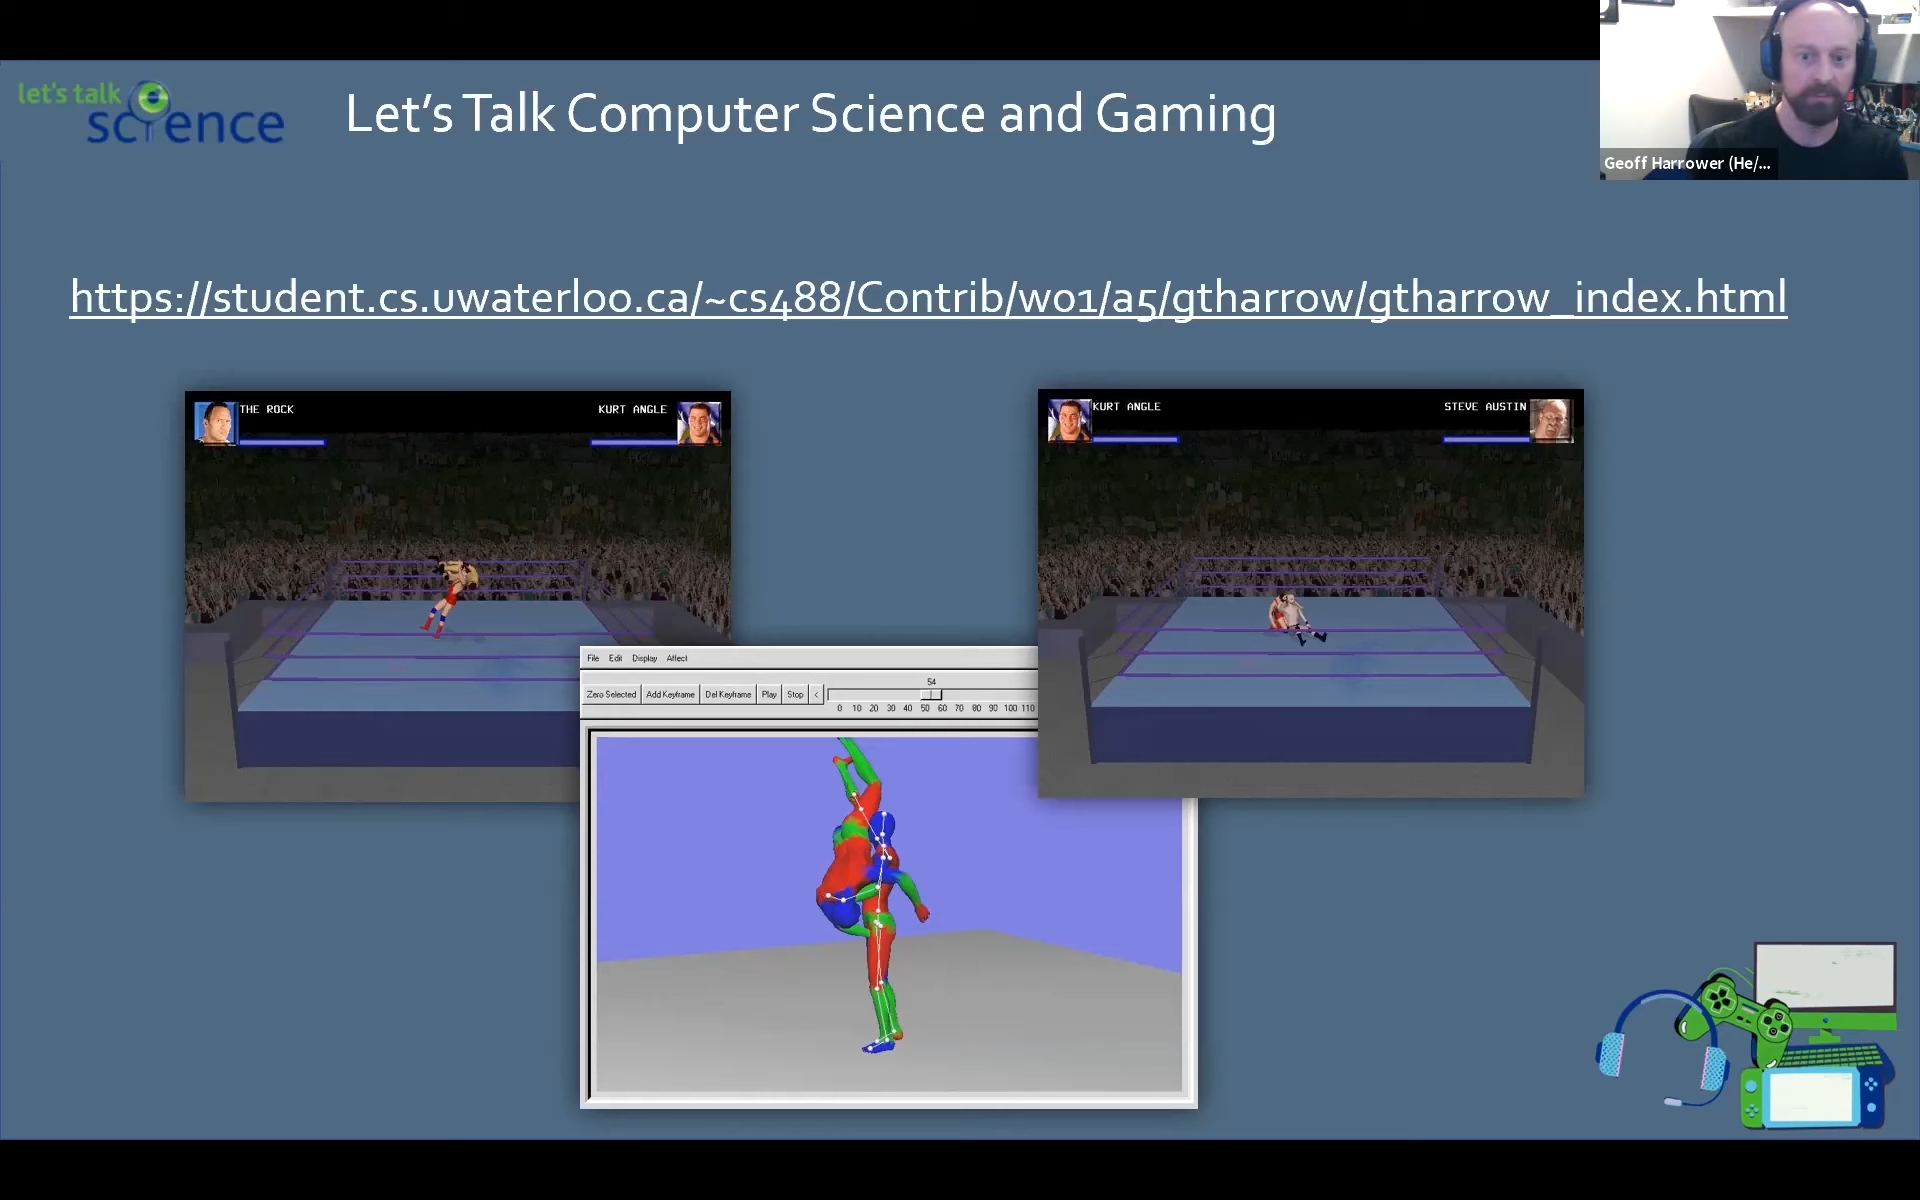 let's talk
science
Let's Talk Computer Science and Gaming
Geoff Harrower (He/...
https://student.cs.uwaterloo.ca/~cs488/Contrib/w01/a5/gtharrow/gtharrow_index.html
THE ROCK
KURT ANGLE
KURT ANGLE
STEVE AUSTIN
File Edit Display Affect
54
Zero Selected Add Keyframe Del Keyframe Play Stop <
0 10 20 30 40 50 60 70 80 90 100 110